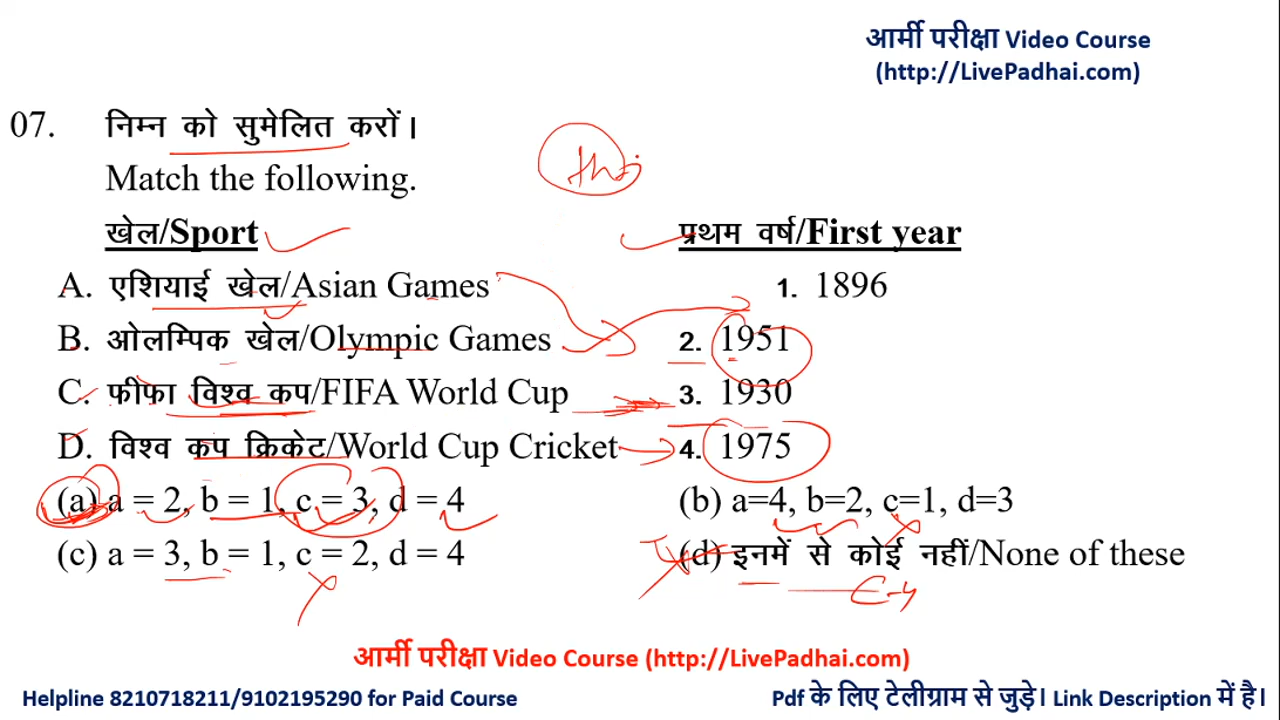 आर्मी परीक्षा Video Course
(http://LivePadhai.com)
07. निम्न को सुमेलित करों।
Match the following.
खेल/Sport प्रथम वर्ष/First year
A. एशियाई खेल/Asian Games 1. 1896
B. ओलम्पिक खेल/Olympic Games 2. 1951
C. फीफा विश्व कप/FIFA World Cup 3. 1930
D. विश्व कप क्रिकेट/World Cup Cricket 4. 1975
(a) a = 2, b = 1, c = 3, d = 4 (b) a=4, b=2, c=1, d=3
(c) a = 3, b = 1, c = 2, d = 4 (d) इनमें से कोई नहीं/None of these
आर्मी परीक्षा Video Course (http://LivePadhai.com)
Helpline 8210718211/9102195290 for Paid Course Pdf के लिए टेलीग्राम से जुड़े। Link Description में है।